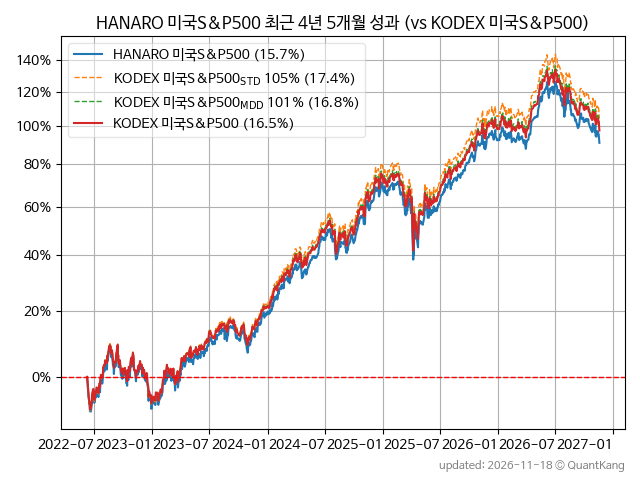 HANARO 미국S&P500 최근 4년 5개월 성과 (vs KODEX 미국S&P500)
HANARO 미국S&P500 (15.7%)
KODEX 미국S&P500STD 105% (17.4%)
KODEX 미국S&P500MDD 101% (16.8%)
KODEX 미국S&P500 (16.5%)
140%
120%
100%
80%
60%
40%
20%
0%
2022-07 2023-01 2023-07 2024-01 2024-07 2025-01 2025-07 2026-01 2026-07 2027-01
updated: 2026-11-18 © QuantKang